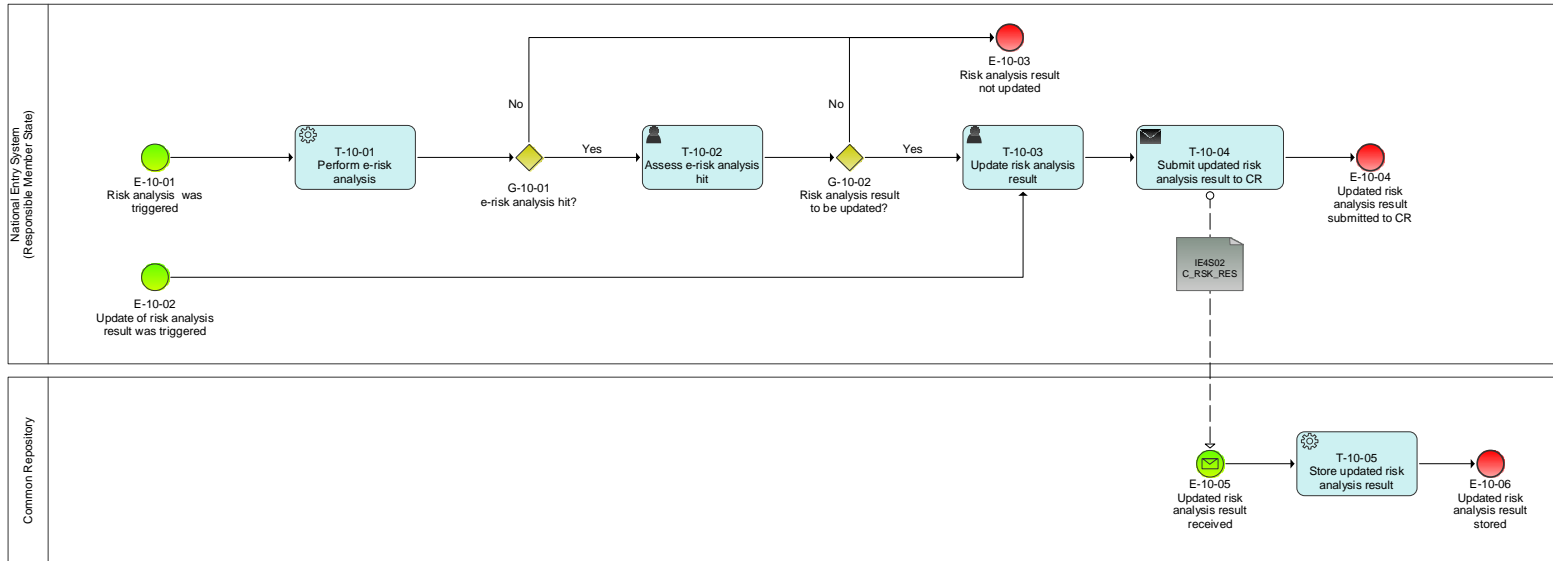 National Entry System
(Responsible Member State)
E-10-01
Risk analysis was
triggered
T-10-01
Perform e-risk
analysis
No
Yes
G-10-01
e-risk analysis hit?
T-10-02
Assess e-risk analysis
hit
No
Yes
G-10-02
Risk analysis result
to be updated?
E-10-03
Risk analysis result
not updated
T-10-03
Update risk analysis
result
T-10-04
Submit updated risk
analysis result to CR
E-10-04
Updated risk
analysis result
submitted to CR
E-10-02
Update of risk analysis
result was triggered
IE4S02
C_RSK_RES
Common Repository
E-10-05
Updated risk
analysis result
received
T-10-05
Store updated risk
analysis result
E-10-06
Updated risk
analysis result
stored